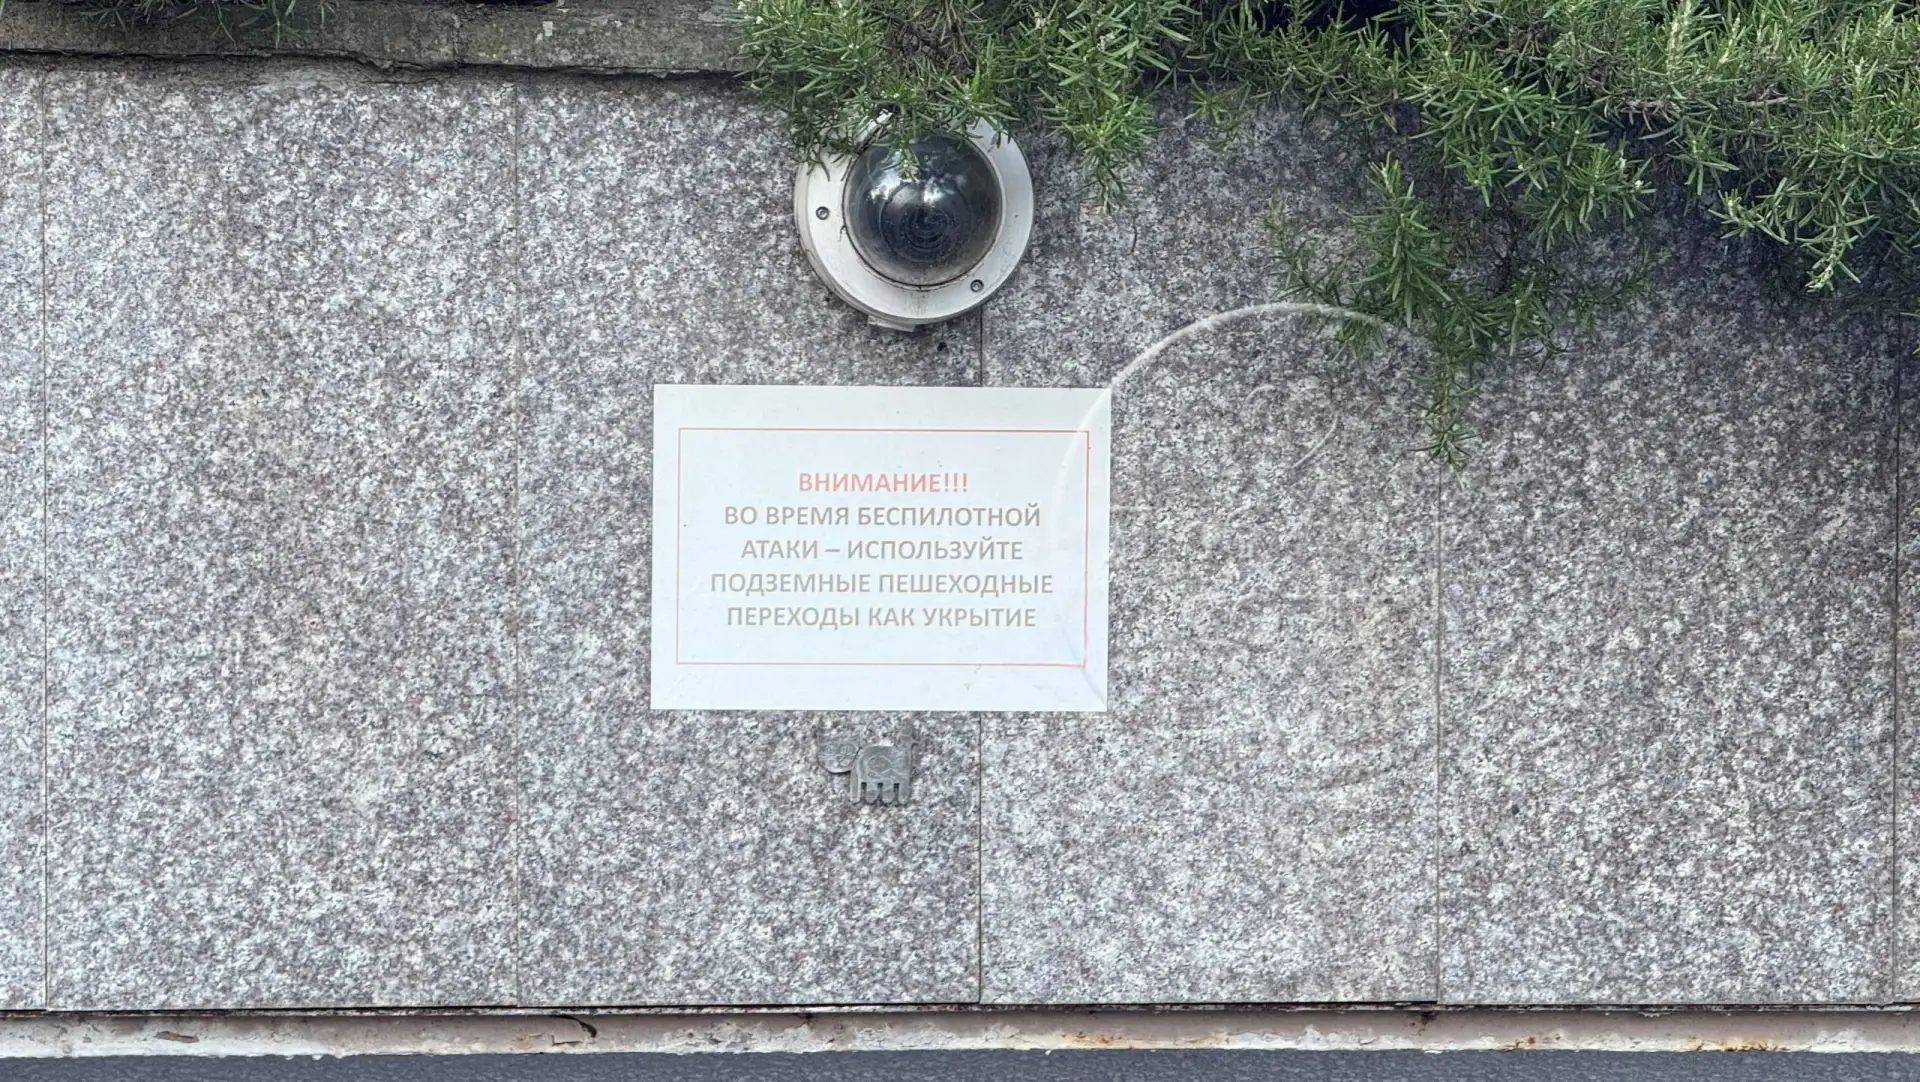 ВНИМАНИЕ!!!
ВО ВРЕМЯ БЕСПИЛОТНОЙ
АТАКИ – ИСПОЛЬЗУЙТЕ
ПОДЗЕМНЫЕ ПЕШЕХОДНЫЕ
ПЕРЕХОДЫ КАК УКРЫТИЕ